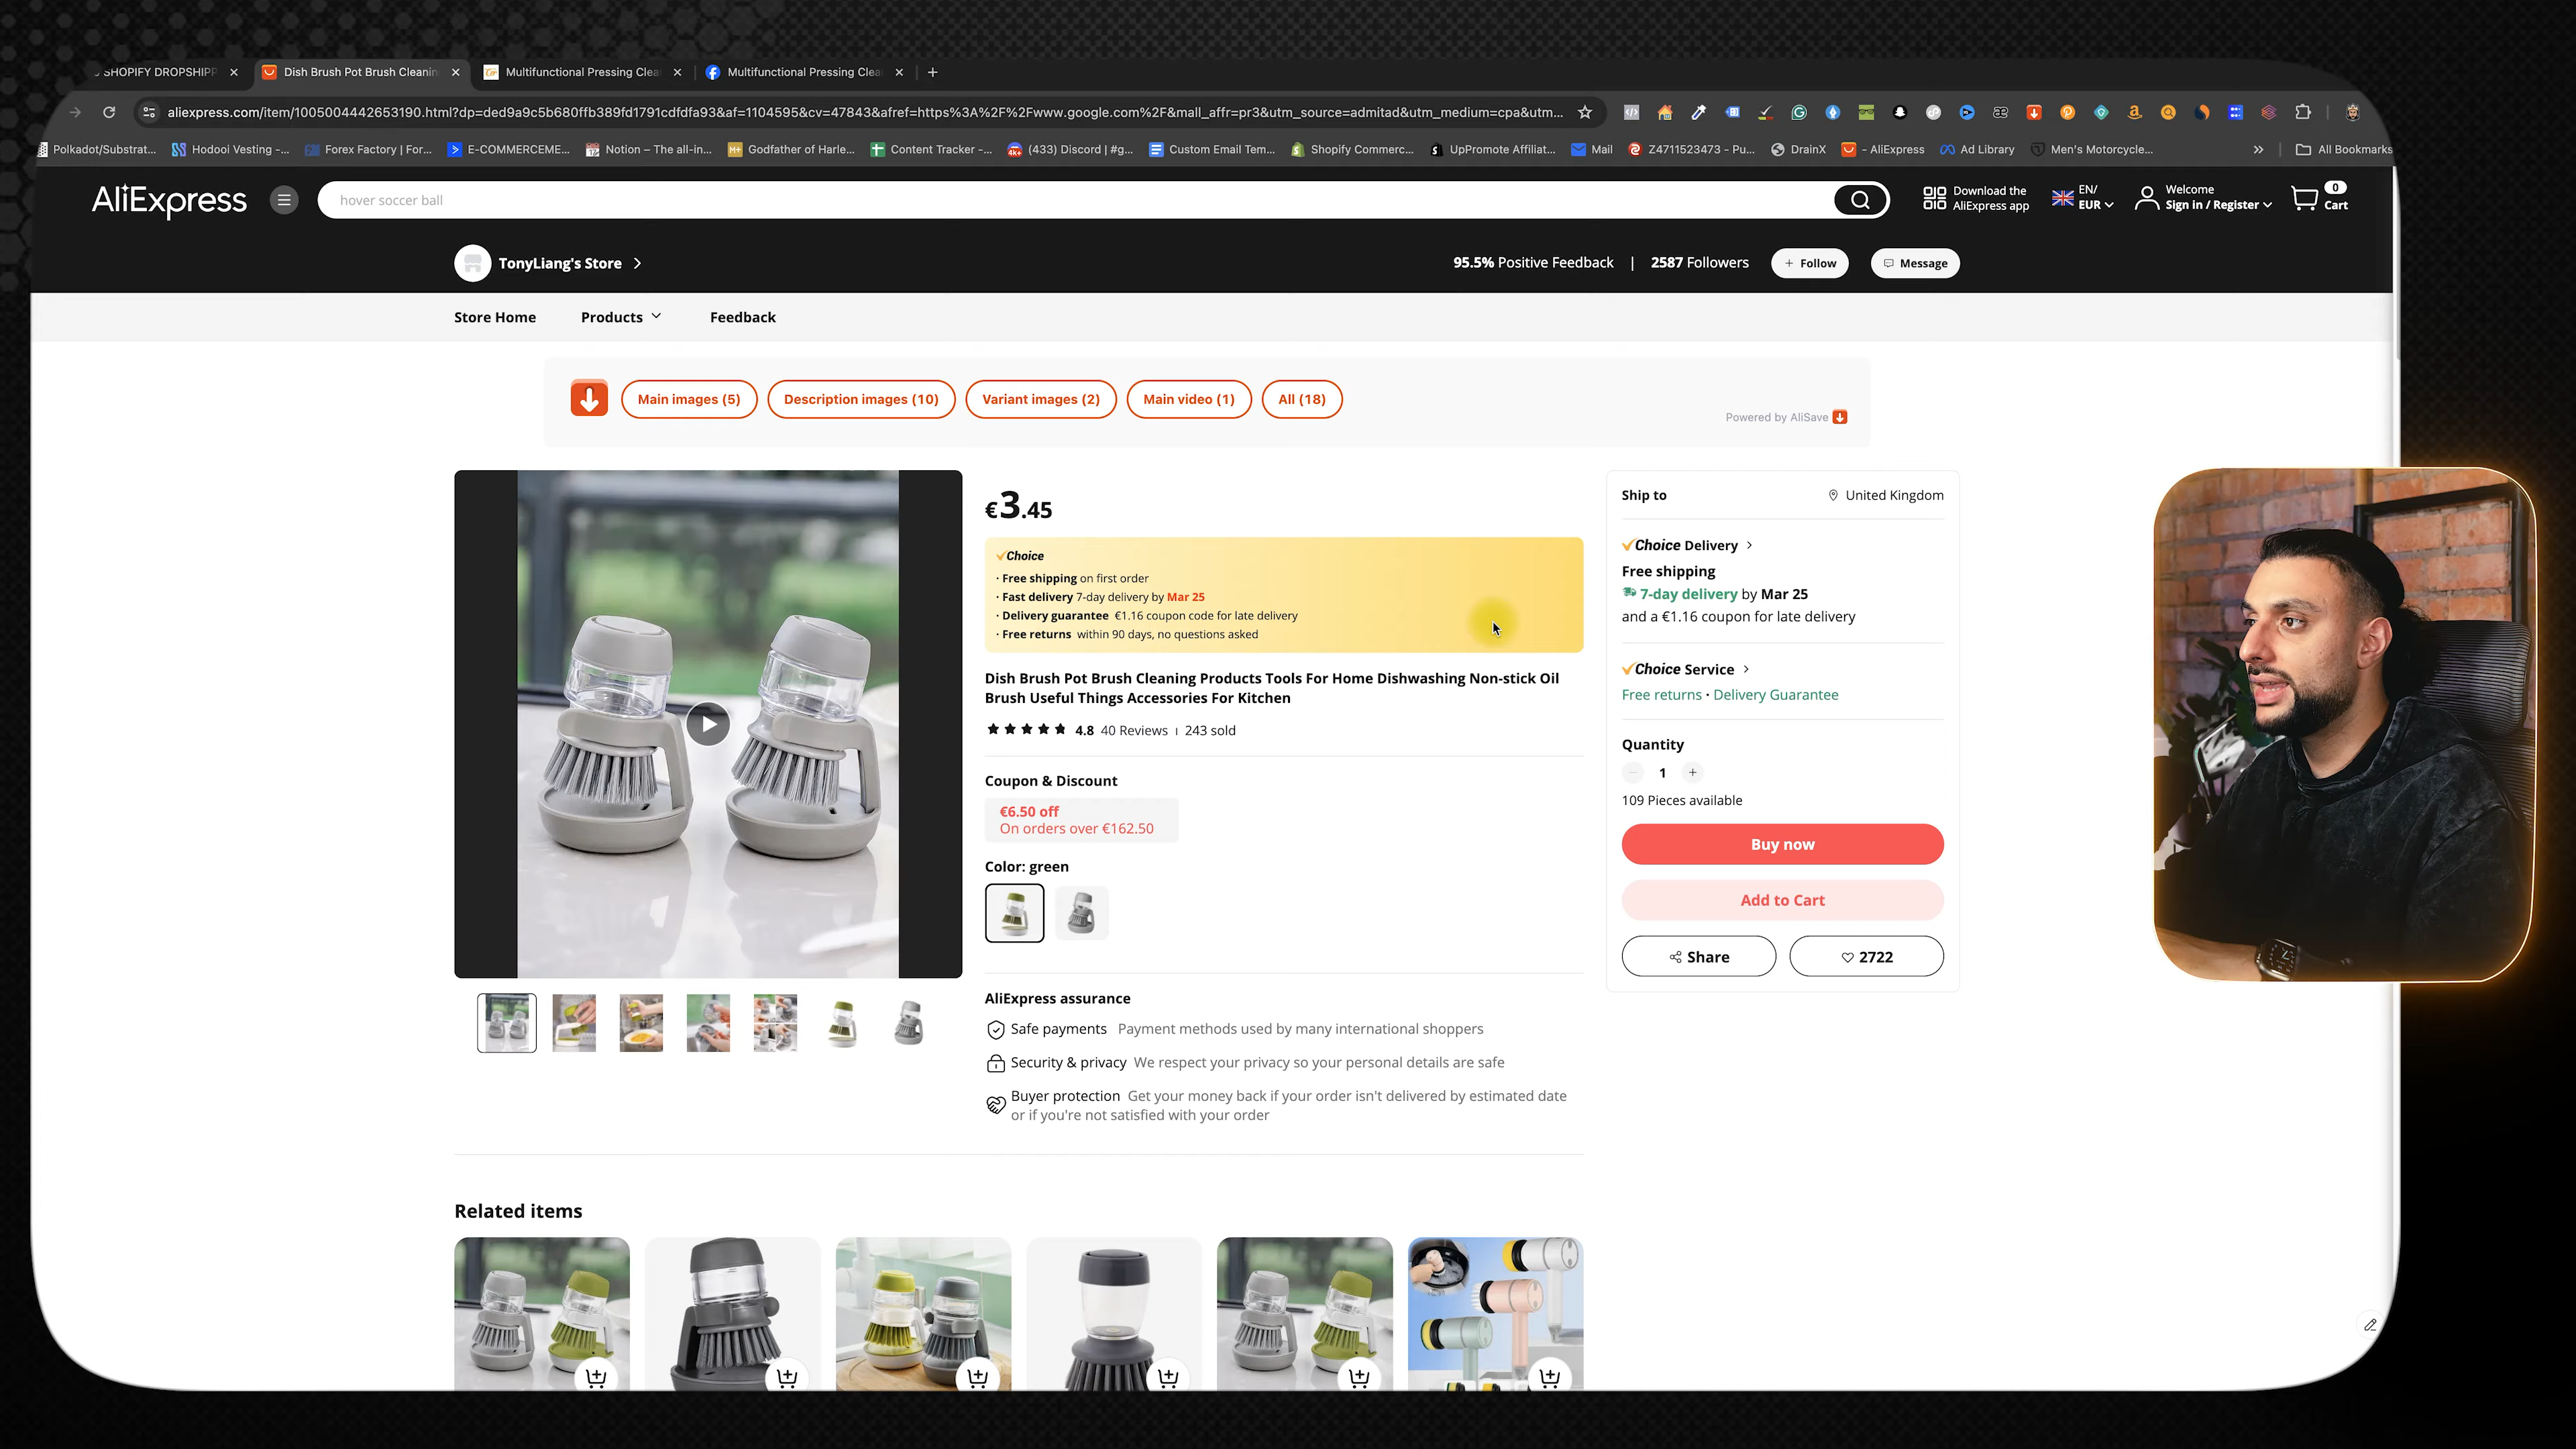 SHOPIFY DROPSHIPP
Dish Brush Pot Brush Cleanin
Multifunctional Pressing Clea
Multifunctional Pressing Clea
aliexpress.com/item/1005004442653190.html?dp=ded9a9c5b680ffb389fd1791cdfdfa93&af=1104595&cv=47843&afref=https%3A%2F%2Fwww.google.com%2F&mall_affr=pr3&utm_source=admitad&utm_medium=cpa&utm...
Polkadot/Substrat...
Hodooi Vesting -...
Forex Factory | For...
E-COMMERCEME...
Notion – The all-in...
Godfather of Harle...
Content Tracker -...
(433) Discord | #g...
Custom Email Tem...
Shopify Commerc...
UpPromote Affiliat...
Mail
Z4711523473 - Pu...
DrainX
- AliExpress
Ad Library
Men's Motorcycle...
All Bookmarks
AliExpress
hover soccer ball
Download the
AliExpress app
EN/
EUR
Welcome
Sign in / Register
0
Cart
TonyLiang's Store
95.5% Positive Feedback | 2587 Followers
+ Follow
Message
Store Home
Products
Feedback
Main images (5)
Description images (10)
Variant images (2)
Main video (1)
All (18)
Powered by AliSave
€3.45
Choice
· Free shipping on first order
· Fast delivery 7-day delivery by Mar 25
· Delivery guarantee €1.16 coupon code for late delivery
· Free returns within 90 days, no questions asked
Dish Brush Pot Brush Cleaning Products Tools For Home Dishwashing Non-stick Oil
Brush Useful Things Accessories For Kitchen
4.8 40 Reviews | 243 sold
Coupon & Discount
€6.50 off
On orders over €162.50
Color: green
AliExpress assurance
Safe payments Payment methods used by many international shoppers
Security & privacy We respect your privacy so your personal details are safe
Buyer protection Get your money back if your order isn't delivered by estimated date
or if you're not satisfied with your order
Ship to
United Kingdom
Choice Delivery
Free shipping
7-day delivery by Mar 25
and a €1.16 coupon for late delivery
Choice Service
Free returns · Delivery Guarantee
Quantity
1
109 Pieces available
Buy now
Add to Cart
Share
2722
Related items